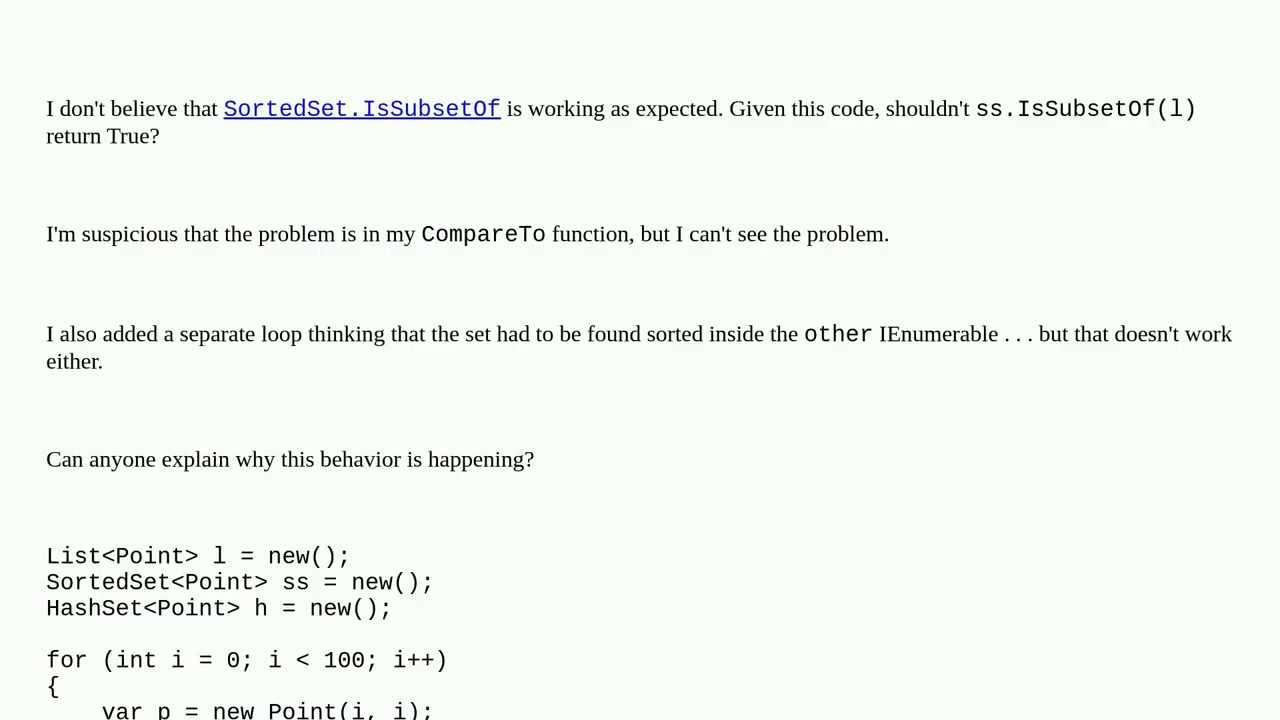 I don't believe that SortedSet.IsSubsetOf is working as expected. Given this code, shouldn't ss.IsSubsetOf(l)
return True?
I'm suspicious that the problem is in my CompareTo function, but I can't see the problem.
I also added a separate loop thinking that the set had to be found sorted inside the other IEnumerable . . . but that doesn't work
either.
Can anyone explain why this behavior is happening?
List<Point> l = new();
SortedSet<Point> ss = new();
HashSet<Point> h = new();
for (int i = 0; i < 100; i++)
{
    var p = new Point(i, i);